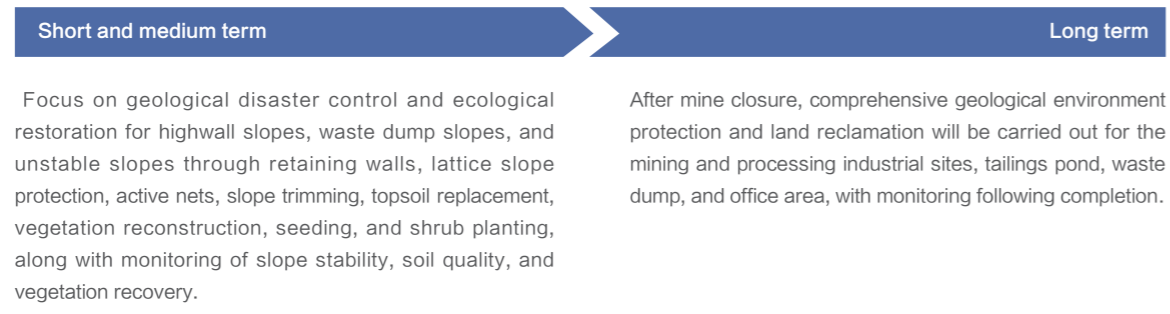 Short and medium term
Long term
Focus on geological disaster control and ecological
restoration for highwall slopes, waste dump slopes, and
unstable slopes through retaining walls, lattice slope
protection, active nets, slope trimming, topsoil replacement,
vegetation reconstruction, seeding, and shrub planting,
along with monitoring of slope stability, soil quality, and
vegetation recovery.
After mine closure, comprehensive geological environment
protection and land reclamation will be carried out for the
mining and processing industrial sites, tailings pond, waste
dump, and office area, with monitoring following completion.